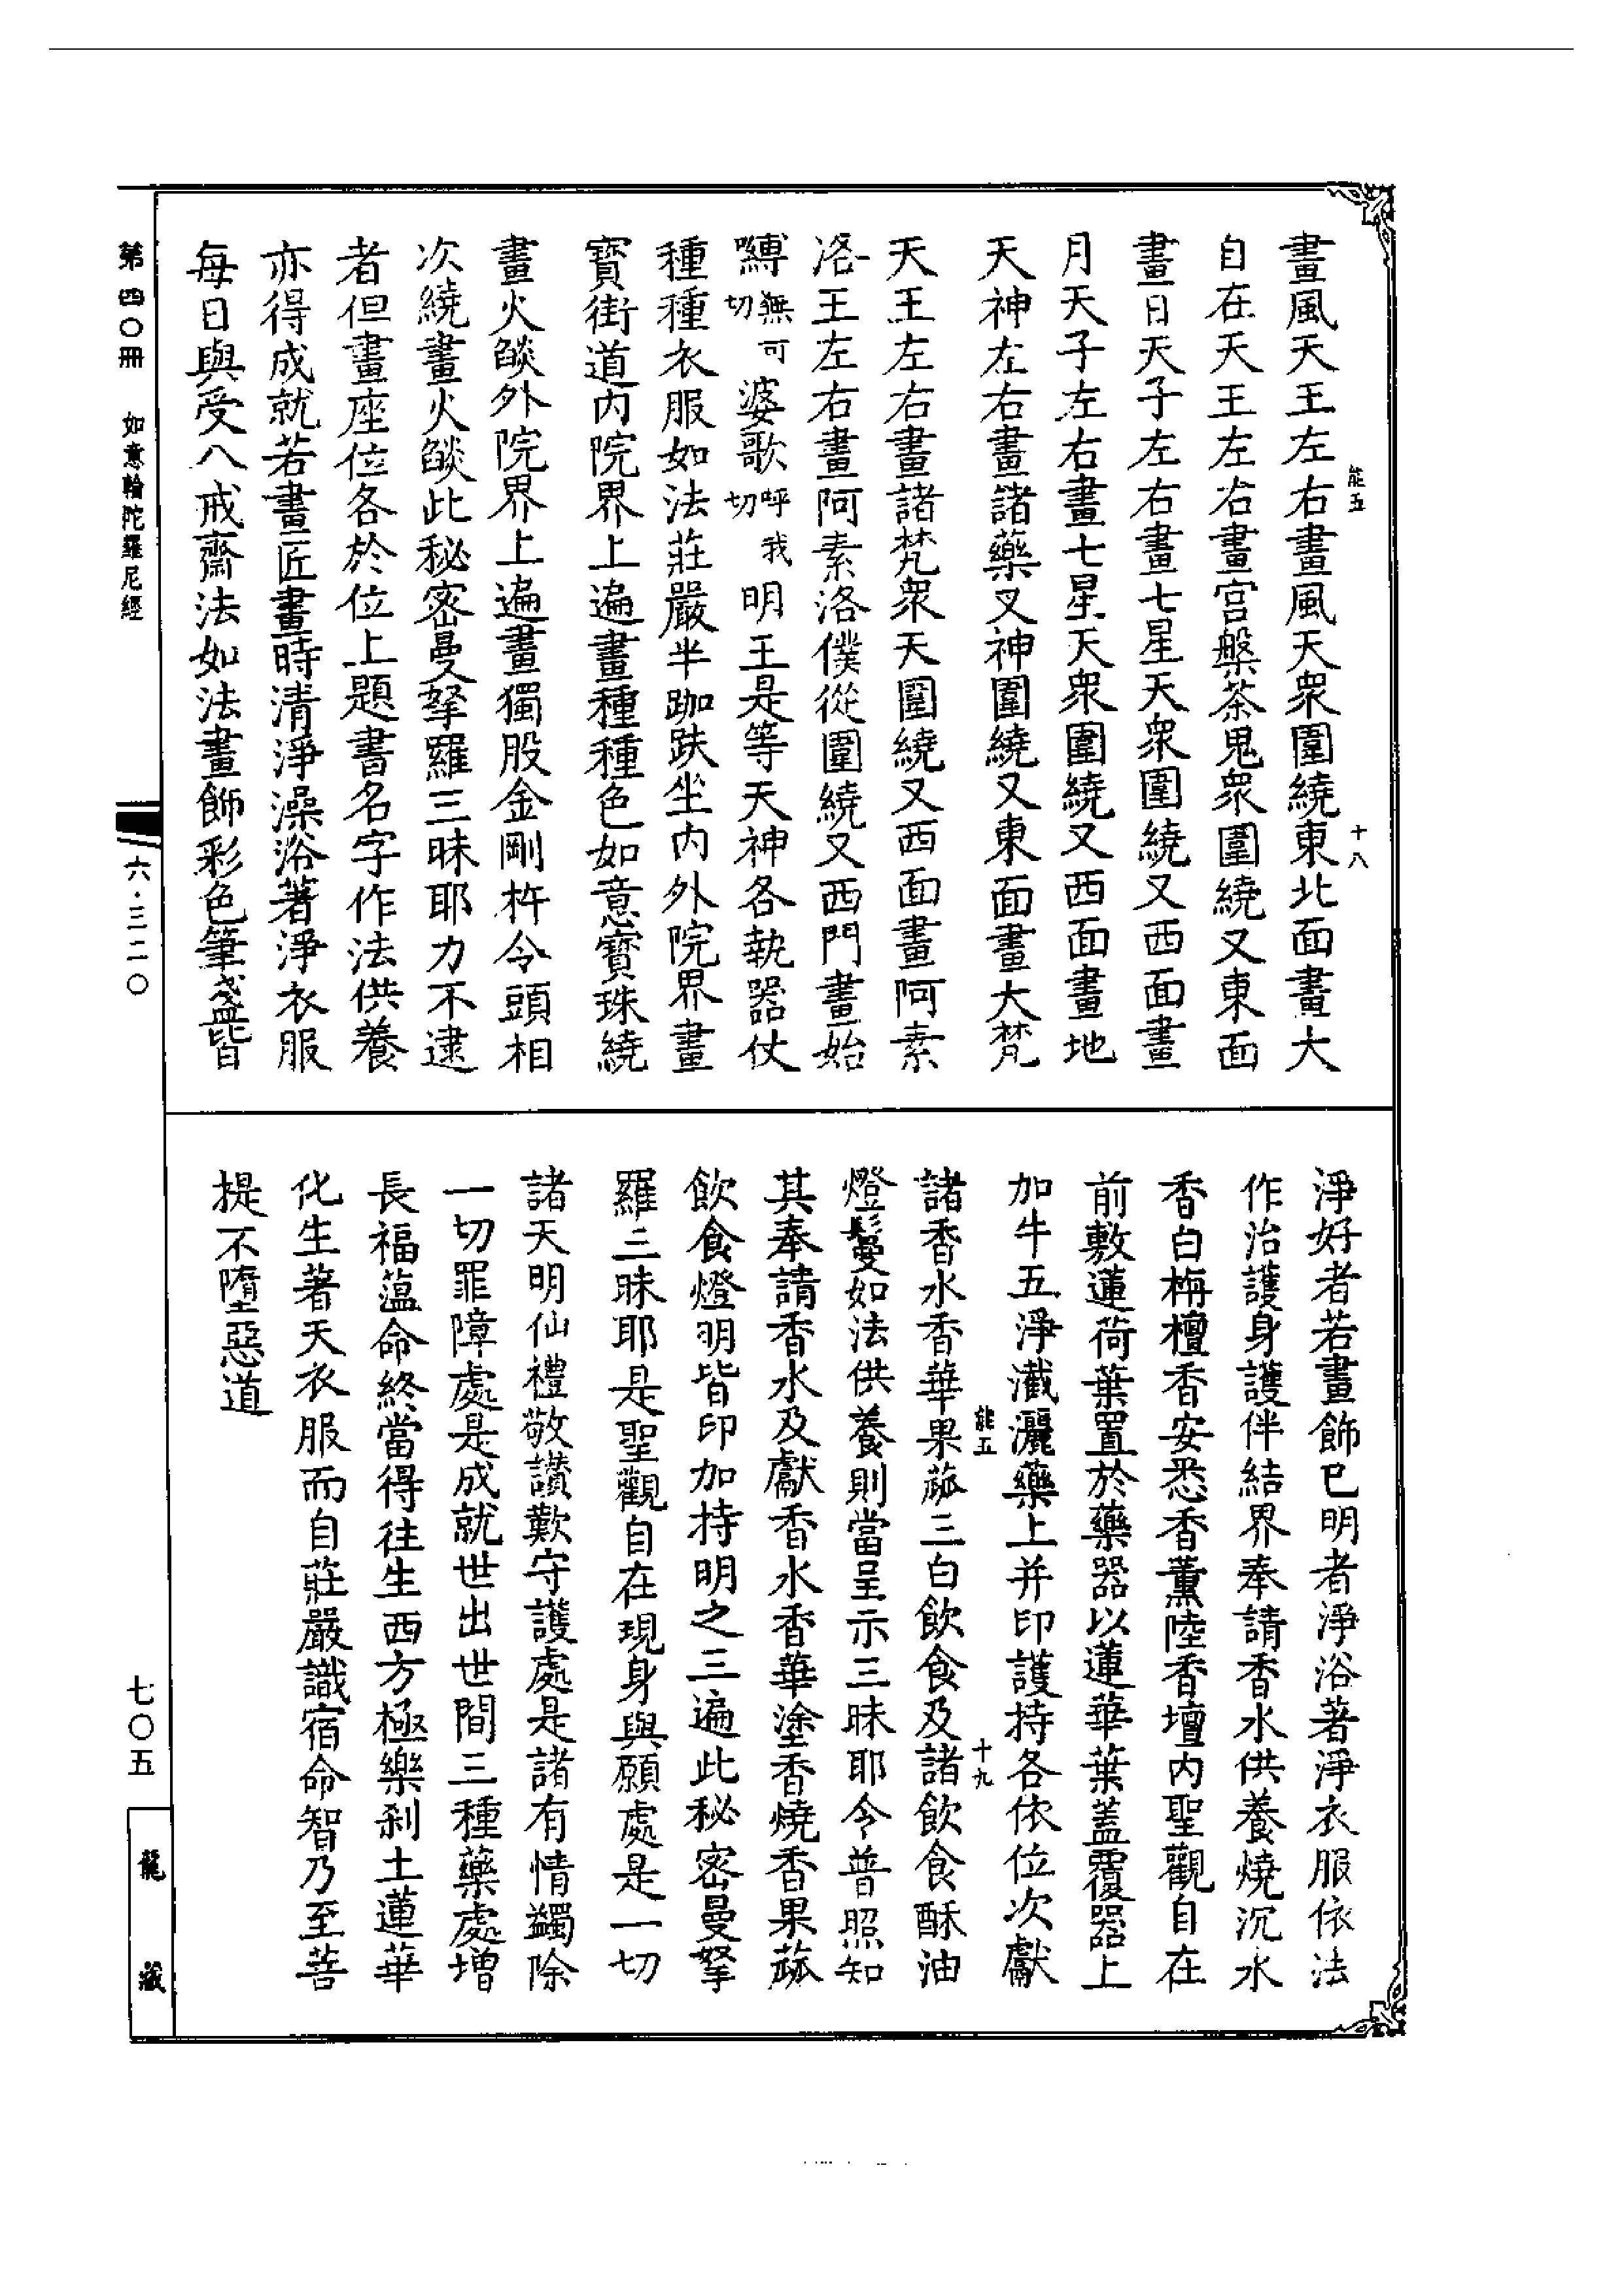 能五 十八
畫風天王左右畫風天衆圍繞東北面畫大
自在天王左右畫宮槃茶鬼衆圍繞又東面
畫日天子左右畫七星天衆圍繞又西面畫
月天子左右畫七星天衆圍繞又西面畫地
天神左右畫諸藥叉神圍繞又東面畫大梵
天王左右畫諸梵衆天圍繞又西面畫阿素
洛王左右畫阿素洛僕從圍繞又西門畫始
嚩無可切婆歌呼我切明王是等天神各執器仗
種種衣服如法莊嚴半跏趺坐內外院界畫
寶街道內院界上遍畫種種色如意寶珠繞
畫火燄外院界上遍畫獨股金剛杵令頭相
次繞畫火燄此秘密曼拏羅三昧耶力不逮
者但畫座位各於位上題書名字作法供養
亦得成就若畫匠畫時清淨澡浴著淨衣服
每日與受八戒齋法如法畫飾彩色筆盞皆
淨好者若畫飾已明者淨浴著淨衣服依法
作治護身護伴結界奉請香水供養燒沉水
香白栴檀香安悉香薰陸香壇內聖觀自在
前敷蓮荷葉置於藥器以蓮華葉蓋覆器上
加牛五淨瀸灑藥上并印護持各依位次獻
能五 十九
諸香水香華果蓏三白飲食及諸飲食酥油
燈鬘如法供養則當呈示三昧耶令普照知
其奉請香水及獻香水香華塗香燒香果蓏
飲食燈明皆印加持明之三遍此秘密曼拏
羅三昧耶是聖觀自在現身與願處是一切
諸天明仙禮敬讚歎守護處是諸有情蠲除
一切罪障處是成就世出世間三種藥處增
長福蘊命終當得往生西方極樂剎土蓮華
化生著天衣服而自莊嚴識宿命智乃至菩
提不墮惡道
第四〇冊 如意輪陀羅尼經
六·三二〇
七〇五
龍藏